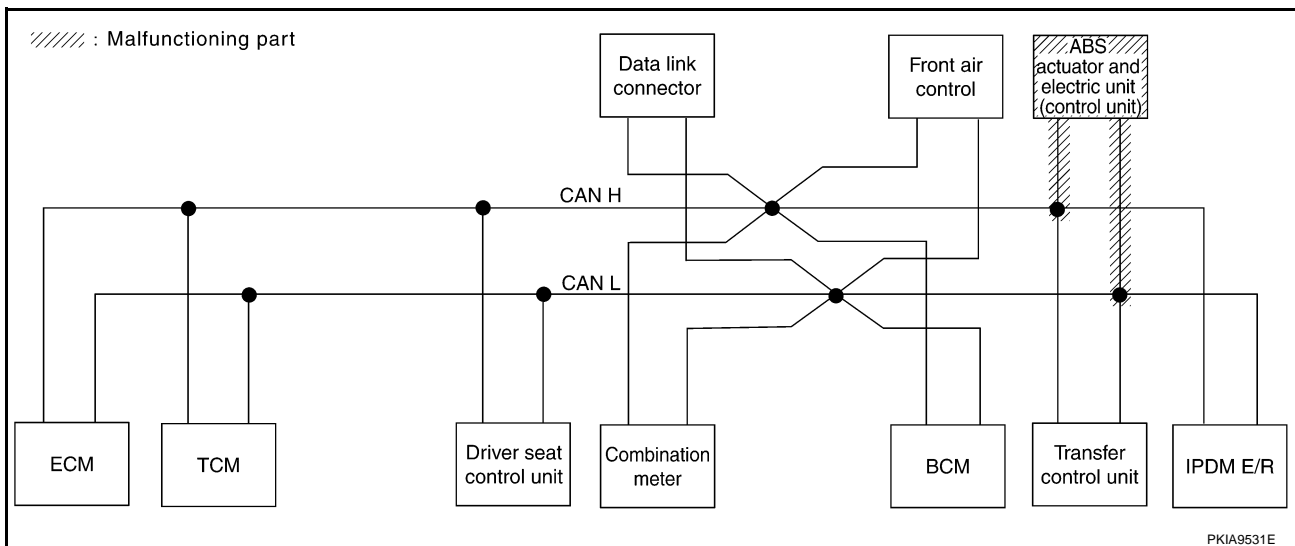 : Malfunctioning part
Data link
connector
Front air
control
ABS
actuator and
electric unit
(control unit)
CAN H
CAN L
ECM
TCM
Driver seat
control unit
Combination
meter
BCM
Transfer
control unit
IPDM E/R
PKIA9531E